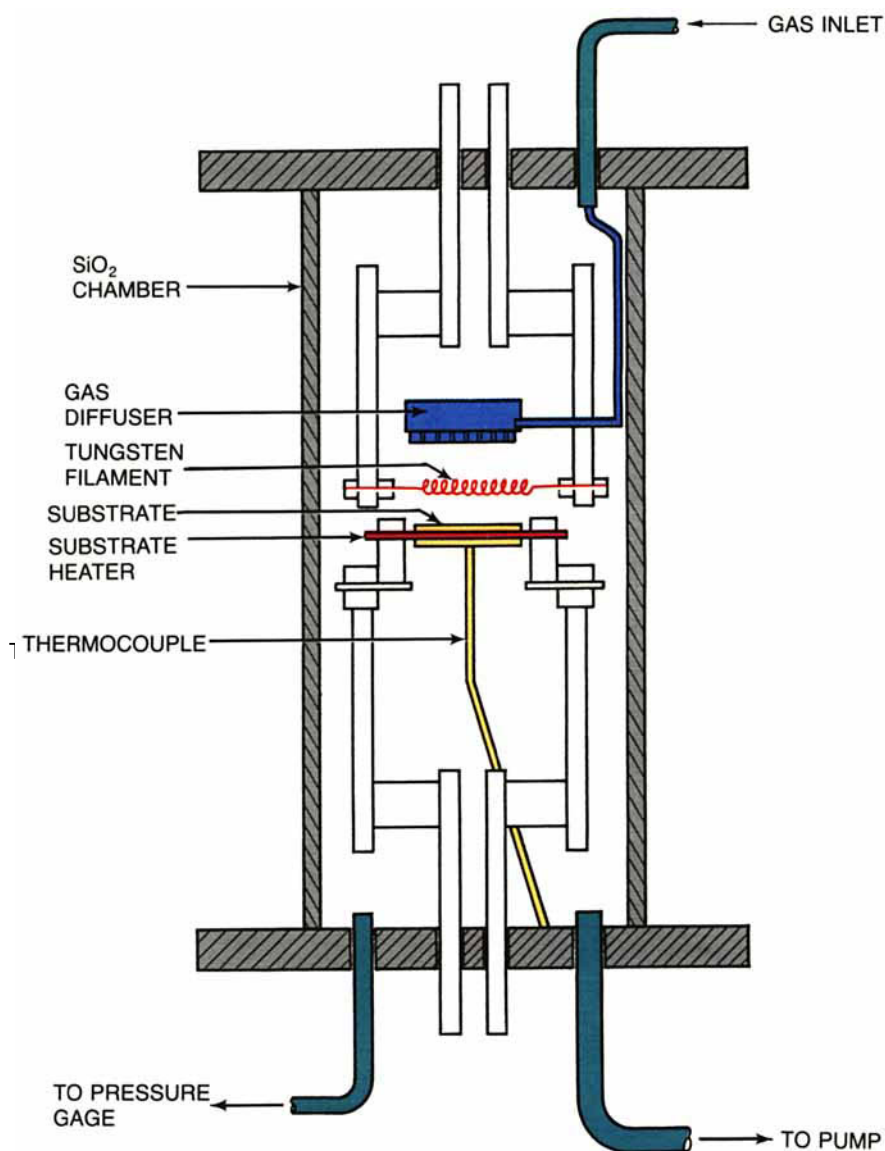 GAS INLET
SiO₂
CHAMBER
GAS
DIFFUSER
TUNGSTEN
FILAMENT
SUBSTRATE
SUBSTRATE
HEATER
THERMOCOUPLE
TO PRESSURE
GAGE
TO PUMP